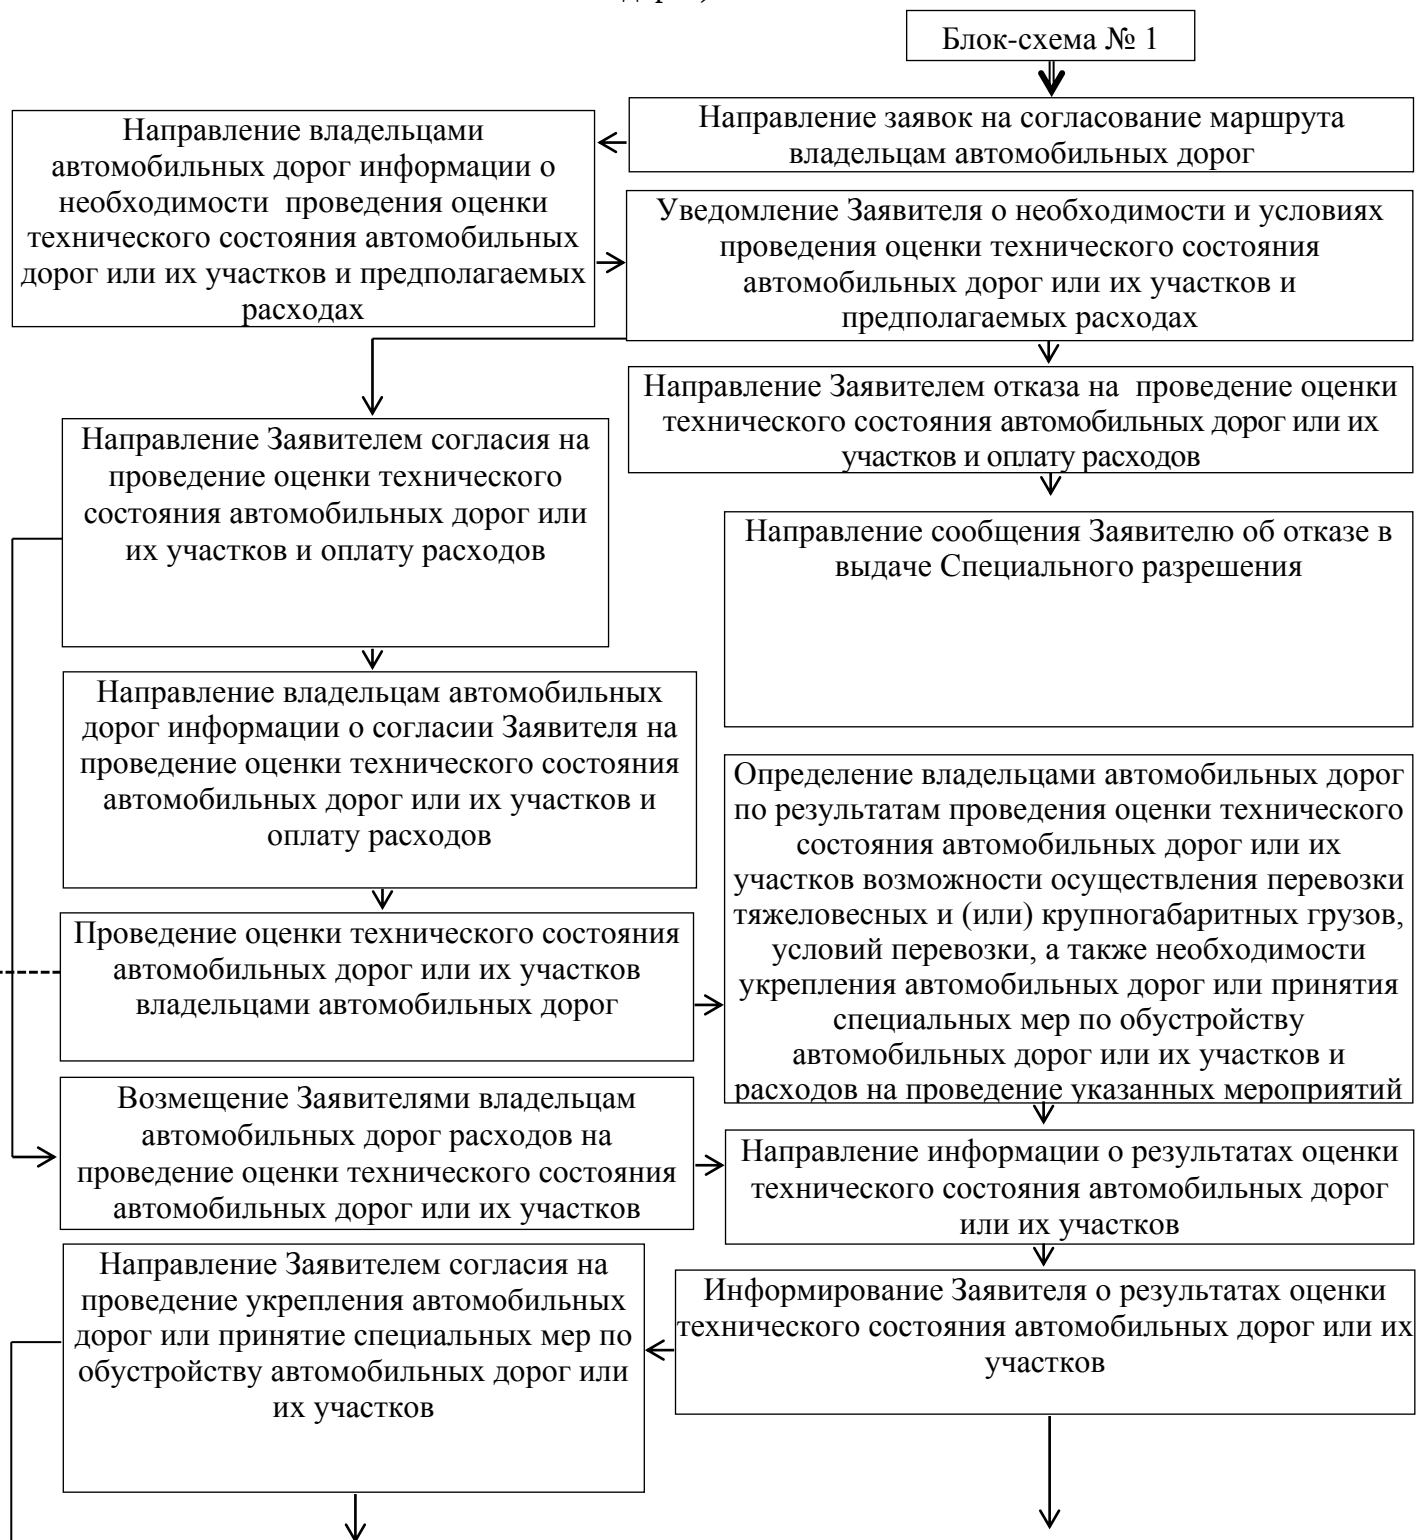 Блок-схема № 1
Направление заявок на согласование маршрута
владельцам автомобильных дорог
Направление владельцами
автомобильных дорог информации о
необходимости проведения оценки
технического состояния автомобильных
дорог или их участков и предполагаемых
расходах
Уведомление Заявителя о необходимости и условиях
проведения оценки технического состояния
автомобильных дорог или их участков и
предполагаемых расходах
Направление Заявителем отказа на проведение оценки
технического состояния автомобильных дорог или их
участков и оплату расходов
Направление Заявителем согласия на
проведение оценки технического
состояния автомобильных дорог или
их участков и оплату расходов
Направление сообщения Заявителю об отказе в
выдаче Специального разрешения
Направление владельцам автомобильных
дорог информации о согласии Заявителя на
проведение оценки технического состояния
автомобильных дорог или их участков и
оплату расходов
Определение владельцами автомобильных дорог
по результатам проведения оценки технического
состояния автомобильных дорог или их
участков возможности осуществления перевозки
тяжеловесных и (или) крупногабаритных грузов,
условий перевозки, а также необходимости
укрепления автомобильных дорог или принятия
специальных мер по обустройству
автомобильных дорог или их участков и
расходов на проведение указанных мероприятий
Проведение оценки технического состояния
автомобильных дорог или их участков
владельцами автомобильных дорог
Возмещение Заявителями владельцам
автомобильных дорог расходов на
проведение оценки технического состояния
автомобильных дорог или их участков
Направление информации о результатах оценки
технического состояния автомобильных дорог
или их участков
Направление Заявителем согласия на
проведение укрепления автомобильных
дорог или принятие специальных мер по
обустройству автомобильных дорог или
их участков
Информирование Заявителя о результатах оценки
технического состояния автомобильных дорог или их
участков